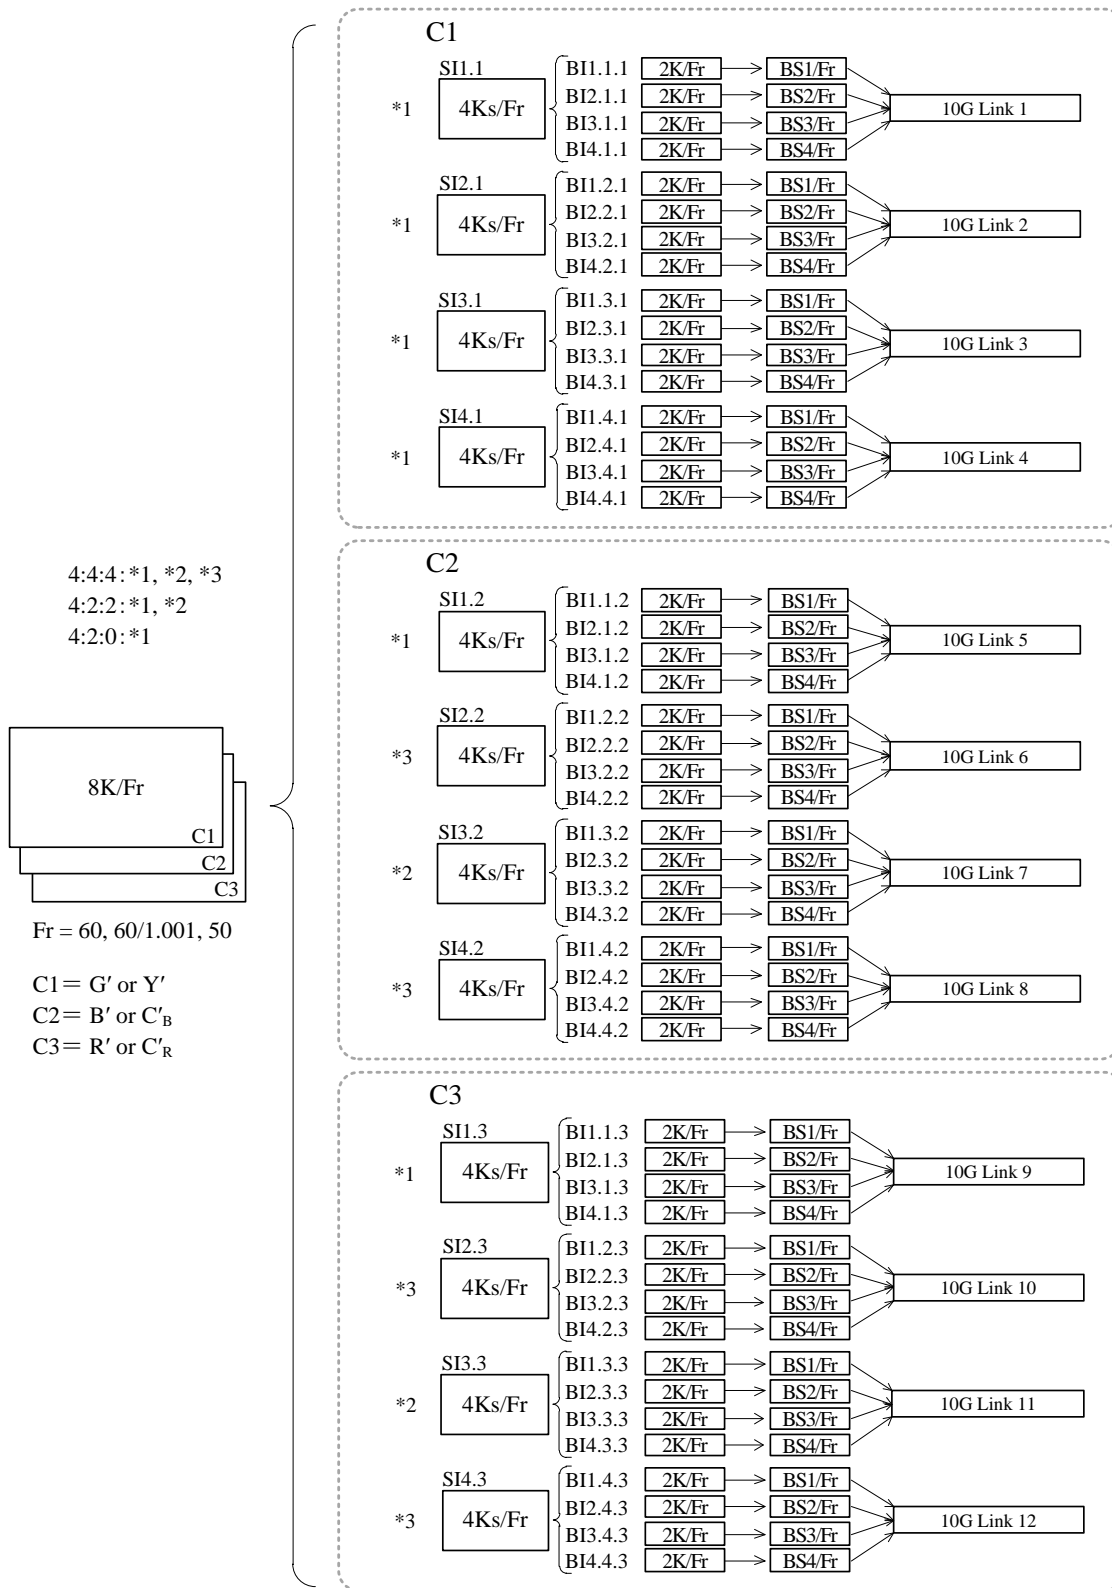 4:4:4: *1, *2, *3
4:2:2: *1, *2
4:2:0: *1
8K/Fr
C1
C2
C3
Fr = 60, 60/1.001, 50
C1 = G′ or Y′
C2 = B′ or C′B
C3 = R′ or C′R
C1
SI1.1
*1
4Ks/Fr
BI1.1.1 2K/Fr BS1/Fr
BI2.1.1 2K/Fr BS2/Fr
BI3.1.1 2K/Fr BS3/Fr
BI4.1.1 2K/Fr BS4/Fr
10G Link 1
SI2.1
*1
4Ks/Fr
BI1.2.1 2K/Fr BS1/Fr
BI2.2.1 2K/Fr BS2/Fr
BI3.2.1 2K/Fr BS3/Fr
BI4.2.1 2K/Fr BS4/Fr
10G Link 2
SI3.1
*1
4Ks/Fr
BI1.3.1 2K/Fr BS1/Fr
BI2.3.1 2K/Fr BS2/Fr
BI3.3.1 2K/Fr BS3/Fr
BI4.3.1 2K/Fr BS4/Fr
10G Link 3
SI4.1
*1
4Ks/Fr
BI1.4.1 2K/Fr BS1/Fr
BI2.4.1 2K/Fr BS2/Fr
BI3.4.1 2K/Fr BS3/Fr
BI4.4.1 2K/Fr BS4/Fr
10G Link 4
C2
SI1.2
*1
4Ks/Fr
BI1.1.2 2K/Fr BS1/Fr
BI2.1.2 2K/Fr BS2/Fr
BI3.1.2 2K/Fr BS3/Fr
BI4.1.2 2K/Fr BS4/Fr
10G Link 5
SI2.2
*3
4Ks/Fr
BI1.2.2 2K/Fr BS1/Fr
BI2.2.2 2K/Fr BS2/Fr
BI3.2.2 2K/Fr BS3/Fr
BI4.2.2 2K/Fr BS4/Fr
10G Link 6
SI3.2
*2
4Ks/Fr
BI1.3.2 2K/Fr BS1/Fr
BI2.3.2 2K/Fr BS2/Fr
BI3.3.2 2K/Fr BS3/Fr
BI4.3.2 2K/Fr BS4/Fr
10G Link 7
SI4.2
*3
4Ks/Fr
BI1.4.2 2K/Fr BS1/Fr
BI2.4.2 2K/Fr BS2/Fr
BI3.4.2 2K/Fr BS3/Fr
BI4.4.2 2K/Fr BS4/Fr
10G Link 8
C3
SI1.3
*1
4Ks/Fr
BI1.1.3 2K/Fr BS1/Fr
BI2.1.3 2K/Fr BS2/Fr
BI3.1.3 2K/Fr BS3/Fr
BI4.1.3 2K/Fr BS4/Fr
10G Link 9
SI2.3
*3
4Ks/Fr
BI1.2.3 2K/Fr BS1/Fr
BI2.2.3 2K/Fr BS2/Fr
BI3.2.3 2K/Fr BS3/Fr
BI4.2.3 2K/Fr BS4/Fr
10G Link 10
SI3.3
*2
4Ks/Fr
BI1.3.3 2K/Fr BS1/Fr
BI2.3.3 2K/Fr BS2/Fr
BI3.3.3 2K/Fr BS3/Fr
BI4.3.3 2K/Fr BS4/Fr
10G Link 11
SI4.3
*3
4Ks/Fr
BI1.4.3 2K/Fr BS1/Fr
BI2.4.3 2K/Fr BS2/Fr
BI3.4.3 2K/Fr BS3/Fr
BI4.4.3 2K/Fr BS4/Fr
10G Link 12